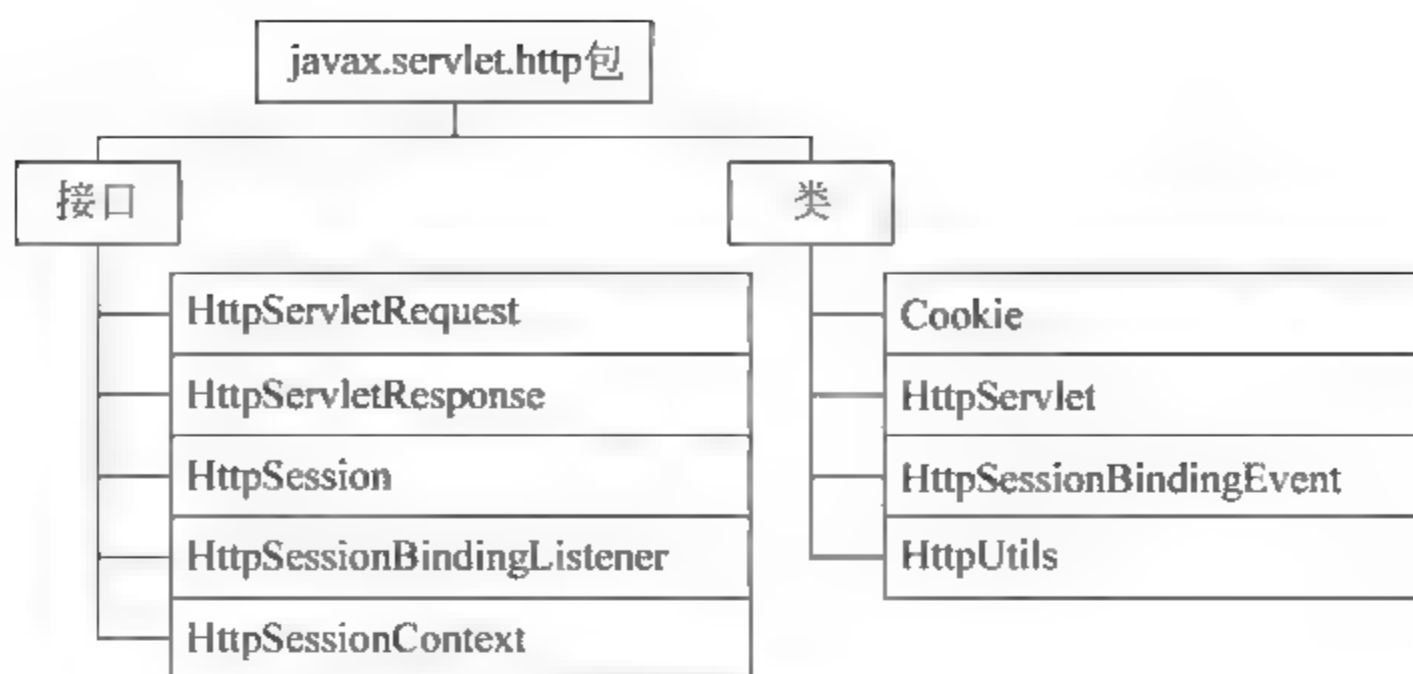 javax.servlet.http包
接口
类
HttpServletRequest
HttpServletResponse
HttpSession
HttpSessionBindingListener
HttpSessionContext
Cookie
HttpServlet
HttpSessionBindingEvent
HttpUtils